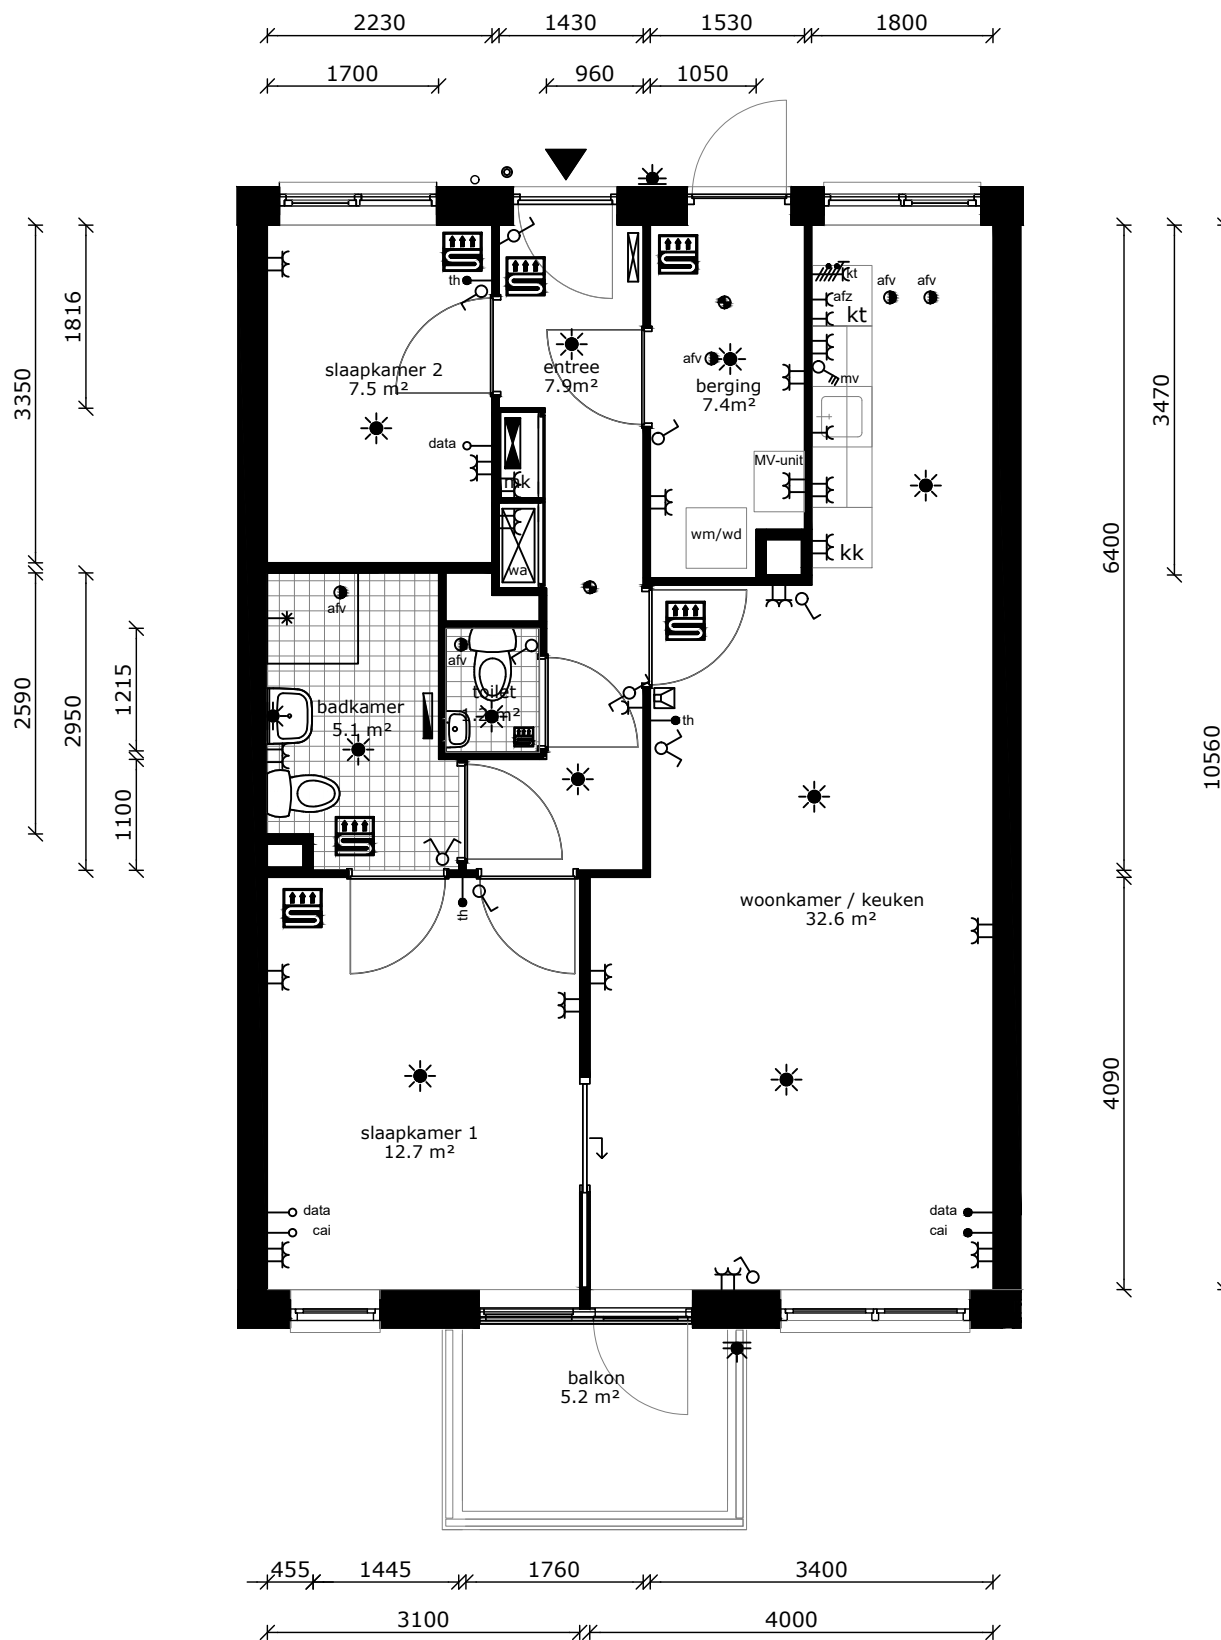 2230 1430 1530 1800
1700 960 1050
kt
th
afz
afv afv
kt
1816
3350
3470
slaapkamer 2
7.5 m²
entree
7.9m²
afv
berging
7.4m²
mv
data
MV-unit
mk
wm/wd
kk
6400
wa
afv
afv
toilet
badkamer
5.1 m²
th
2590
2950
1215
1100
10560
th
woonkamer / keuken
32.6 m²
4090
slaapkamer 1
12.7 m²
data
cai
data
cai
balkon
5.2 m²
455 1445 1760 3400
3100 4000